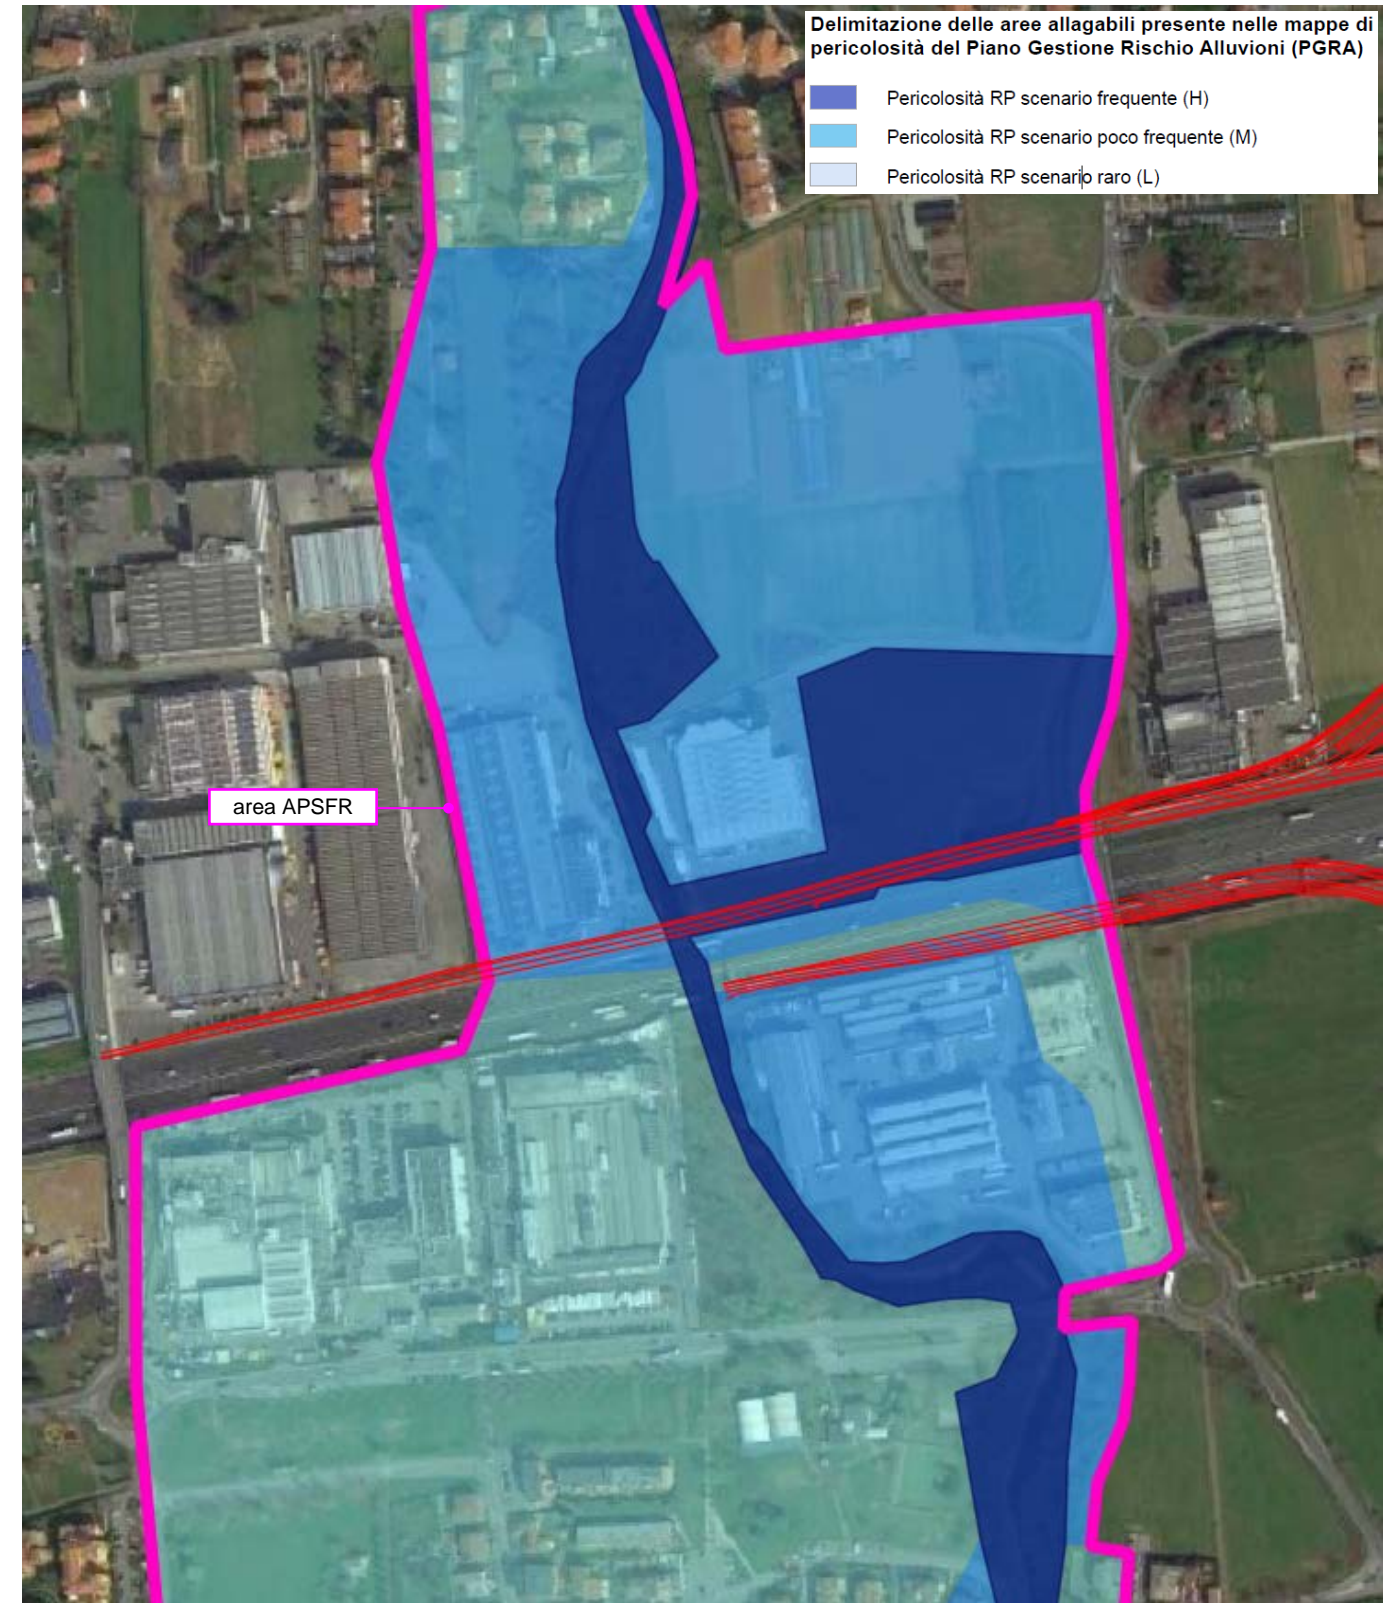 Delimitazione delle aree allagabili presente nelle mappe di
pericolosità del Piano Gestione Rischio Alluvioni (PGRA)
Pericolosità RP scenario frequente (H)
Pericolosità RP scenario poco frequente (M)
Pericolosità RP scenario raro (L)
area APSFR